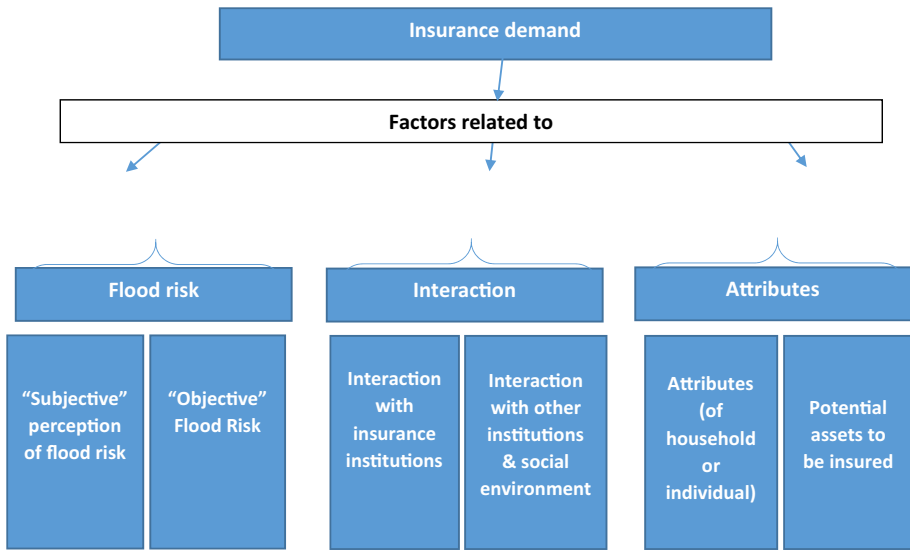 Insurance demand
Factors related to
Flood risk
Interaction
Attributes
“Subjective”
perception
of flood risk
“Objective”
Flood Risk
Interaction
with
insurance
institutions
Interaction
with other
institutions
& social
environment
Attributes
(of
household
or
individual)
Potential
assets to
be insured